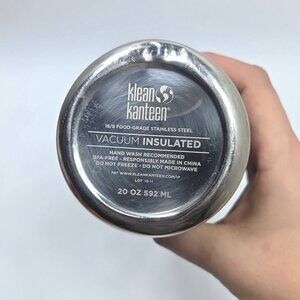 klean
kanteen
18/8 FOOD-GRADE STAINLESS STEEL
VACUUM INSULATED
HAND WASH RECOMMENDED
BPA-FREE - RESPONSIBLY MADE IN CHINA
DO NOT FREEZE - DO NOT MICROWAVE
PAT WWW.KLEANKANTEEN.COM/IP
LOT
20 OZ 592 ML